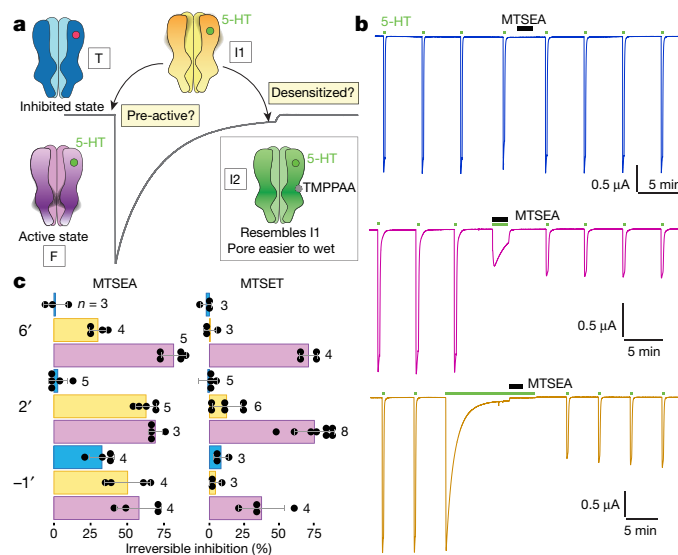 a
5-HT
T
I1
Inhibited state
Desensitized?
Pre-active?
5-HT
I2
5-HT
TMPPAA
Active state
F
Resembles I1
Pore easier to wet
b
5-HT
MTSEA
0.5 µA
5 min
MTSEA
0.5 µA
5 min
MTSEA
0.5 µA
5 min
c
MTSEA
MTSET
n = 3
3
6′
4
3
5
4
5
5
2′
5
6
3
8
4
3
−1′
4
3
4
4
0
25
50
75
0
25
50
75
Irreversible inhibition (%)